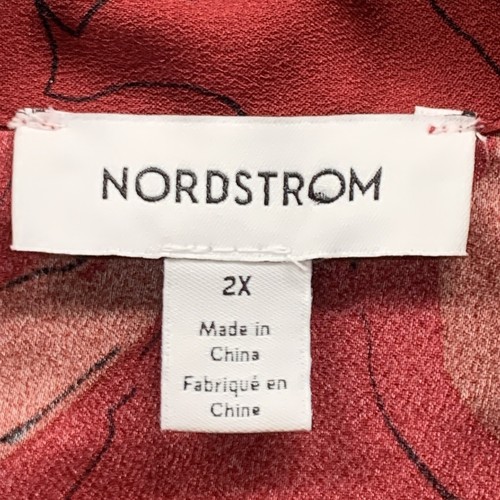 NORDSTROM
2X
Made in
China
Fabriqué en
Chine